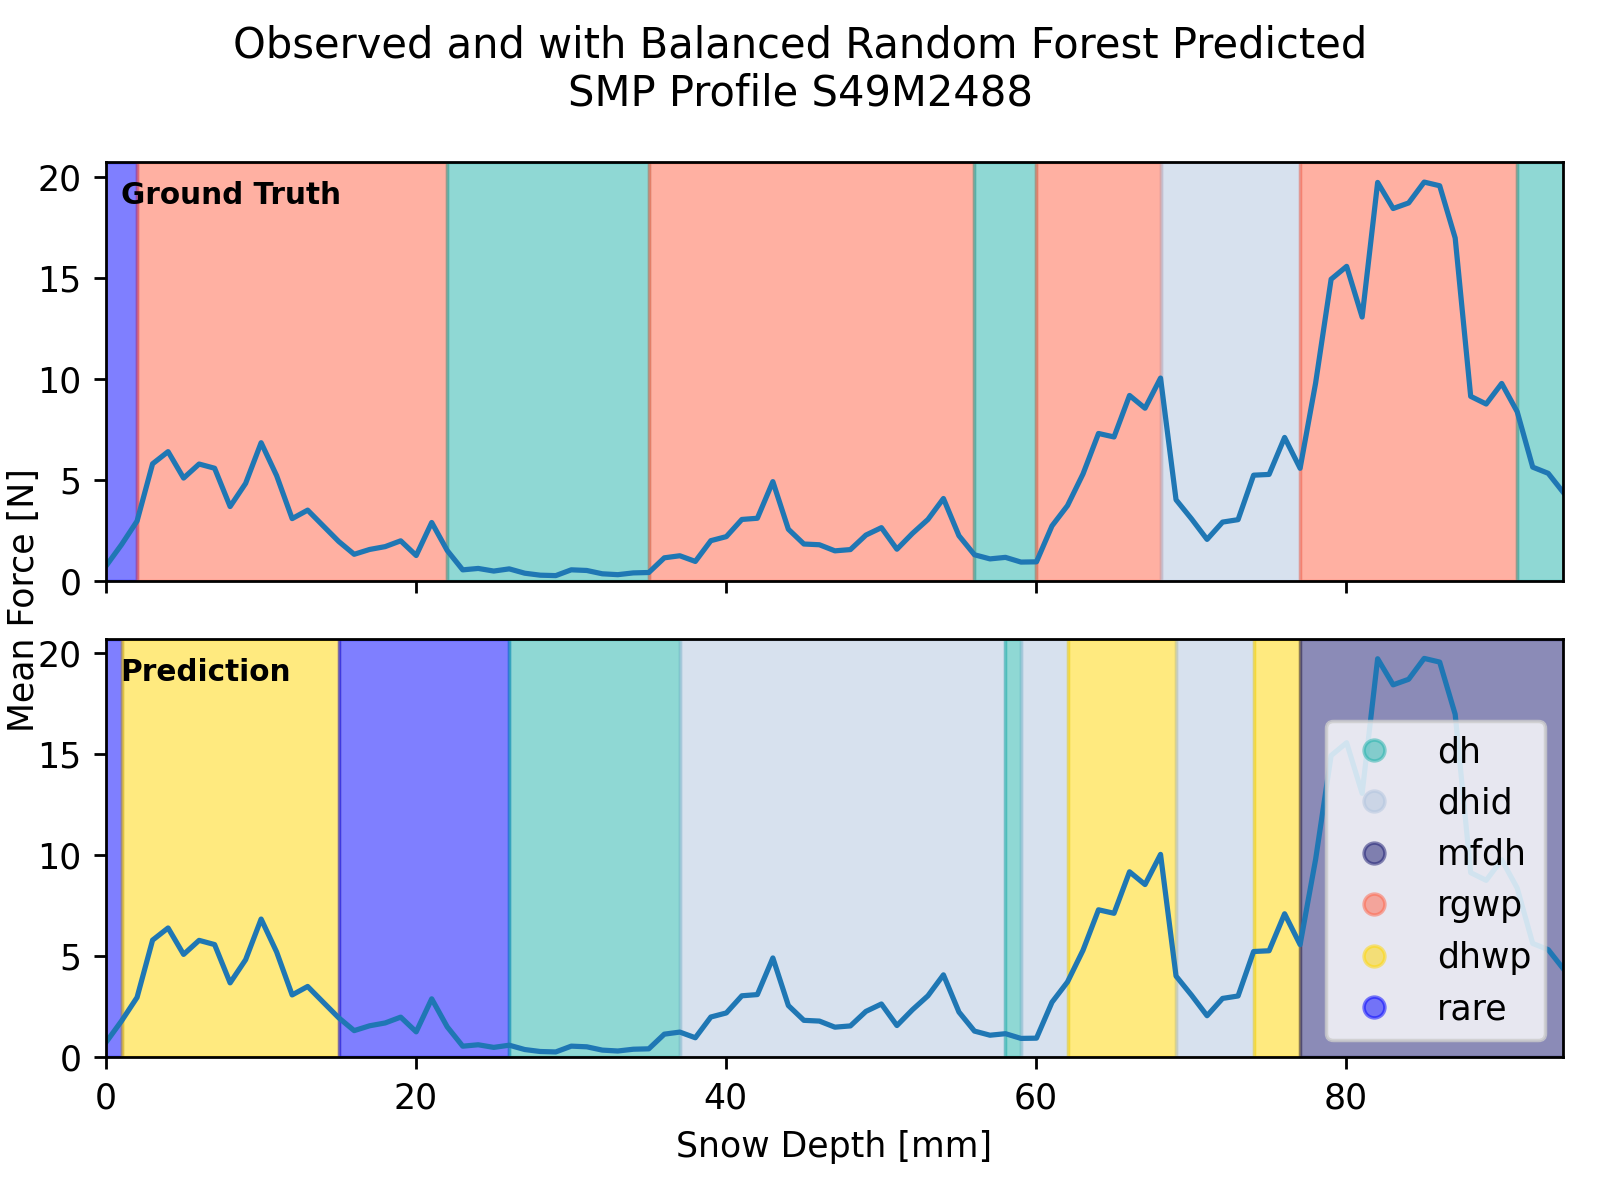 Observed and with Balanced Random Forest Predicted
SMP Profile S49M2488
Mean Force [N]
20
15
10
5
0
Ground Truth
20
15
10
5
0
Prediction
dh
dhid
mfdh
rgwp
dhwp
rare
0
20
40
60
80
Snow Depth [mm]